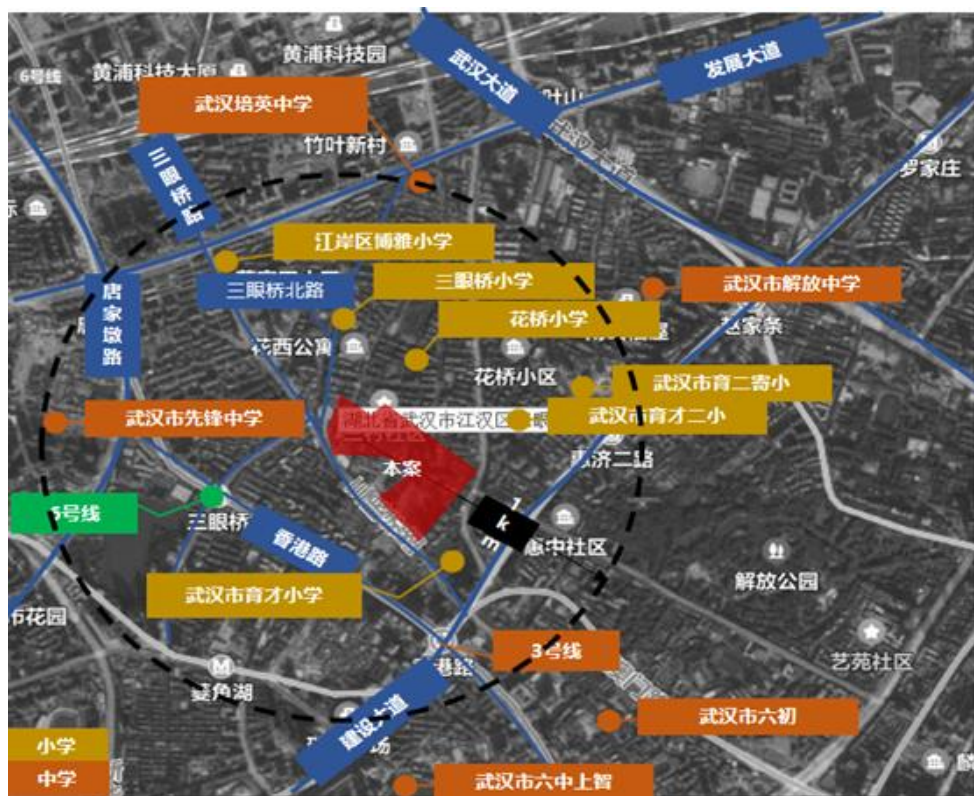 黄浦科技园
6号线
黄浦科技大厦
武汉大道
发展大道
武汉培英中学
竹叶新村
三眼桥路
罗家庄
江岸区博雅小学
三眼桥小学
三眼桥北路
武汉市解放中学
唐家墩路
花桥小学
赵家条
花西公寓
花桥小区
武汉市育二寄小
武汉市先锋中学
湖北省武汉市江汉区
武汉市育才二小
惠济二路
本案
1km
6号线
三眼桥
香港路
惠中社区
解放公园
武汉市育才小学
3号线
艺苑社区
菱角湖
建设大道
武汉市六初
小学
中学
武汉市六中上智